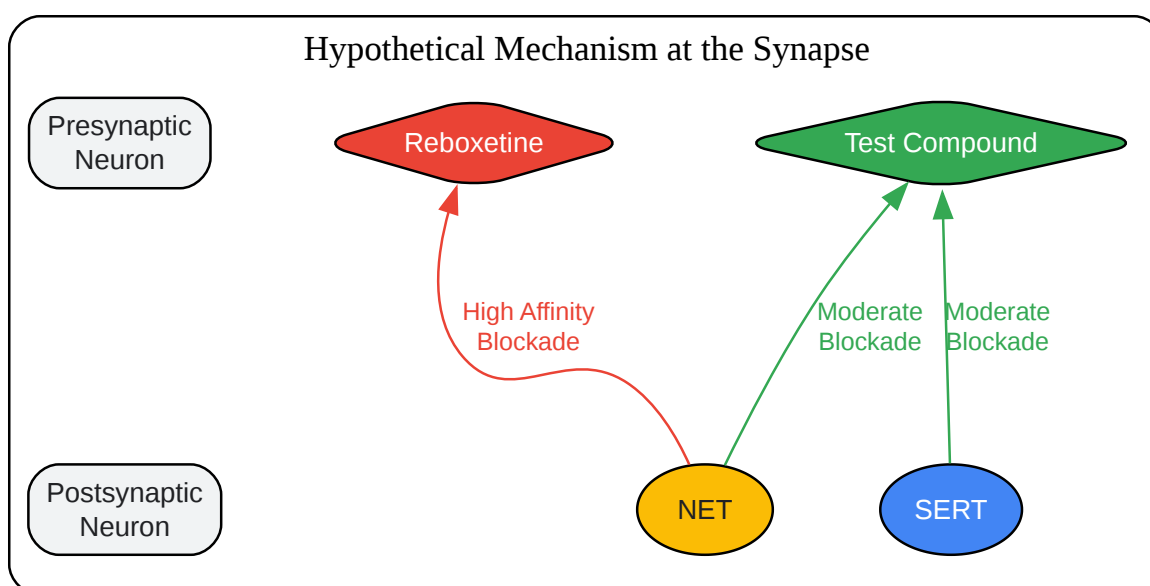 Hypothetical Mechanism at the Synapse
Presynaptic
Neuron
Reboxetine
Test Compound
High Affinity
Blockade
Moderate
Blockade
Moderate
Blockade
Postsynaptic
Neuron
NET
SERT